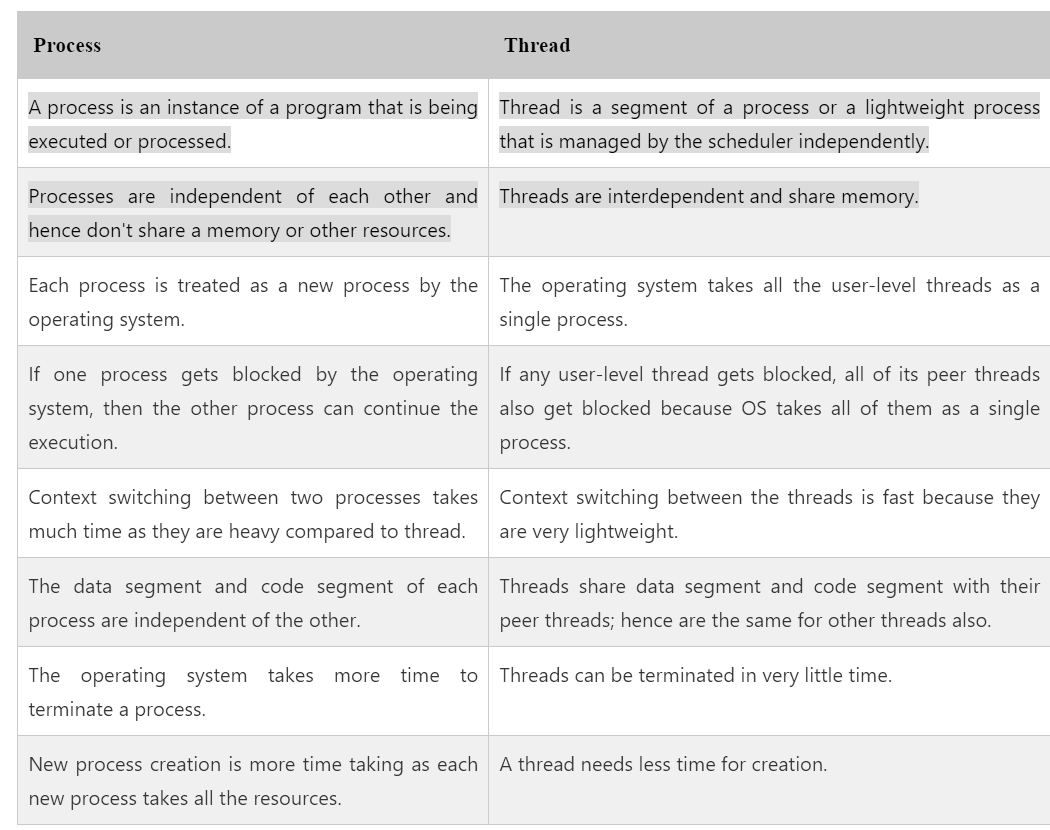 Process
Thread
A process is an instance of a program that is being
executed or processed.
Thread is a segment of a process or a lightweight process
that is managed by the scheduler independently.
Processes are independent of each other and
hence don't share a memory or other resources.
Threads are interdependent and share memory.
Each process is treated as a new process by the
operating system.
The operating system takes all the user-level threads as a
single process.
If one process gets blocked by the operating
system, then the other process can continue the
execution.
If any user-level thread gets blocked, all of its peer threads
also get blocked because OS takes all of them as a single
process.
Context switching between two processes takes
much time as they are heavy compared to thread.
Context switching between the threads is fast because they
are very lightweight.
The data segment and code segment of each
process are independent of the other.
Threads share data segment and code segment with their
peer threads; hence are the same for other threads also.
The operating system takes more time to
terminate a process.
Threads can be terminated in very little time.
New process creation is more time taking as each
new process takes all the resources.
A thread needs less time for creation.